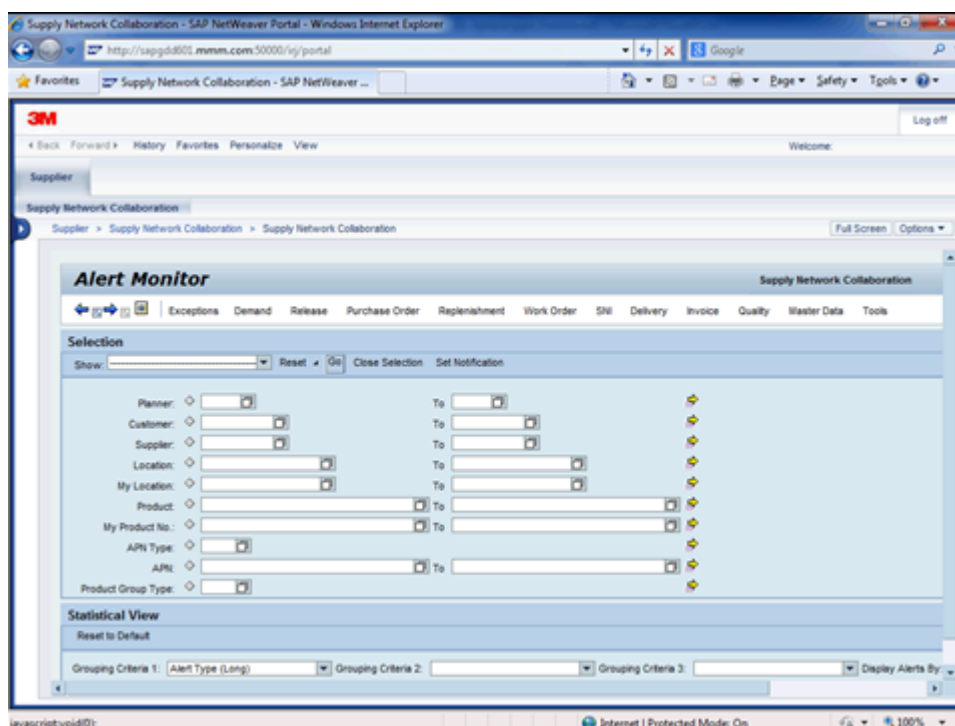 Supply Network Collaboration - SAP NetWeaver Portal - Windows Internet Explorer
http://sapgdd601.mmm.com:50000/irj/portal
Google
Favorites Supply Network Collaboration - SAP NetWeaver ... Page Safety Tools
3M Log off
Back Forward History Favorites Personalize View Welcome:
Supplier
Supply Network Collaboration
Supplier > Supply Network Collaboration > Supply Network Collaboration Full Screen Options
Alert Monitor Supply Network Collaboration
Exceptions Demand Release Purchase Order Replenishment Work Order SNI Delivery Invoice Quality Master Data Tools
Selection
Show: Reset Go Close Selection Set Notification
Planner: To
Customer: To
Supplier: To
Location: To
My Location: To
Product: To
My Product No.: To
APN Type:
APN: To
Product Group Type:
Statistical View
Reset to Default
Grouping Criteria 1: Alert Type (Long) Grouping Criteria 2: Grouping Criteria 3: Display Alerts By:
javascript:void(0); Internet | Protected Mode: On 100%